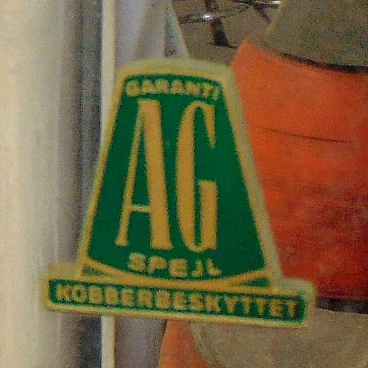 GARANTI
AG
SPEJL
KOBBERBESKYTTET